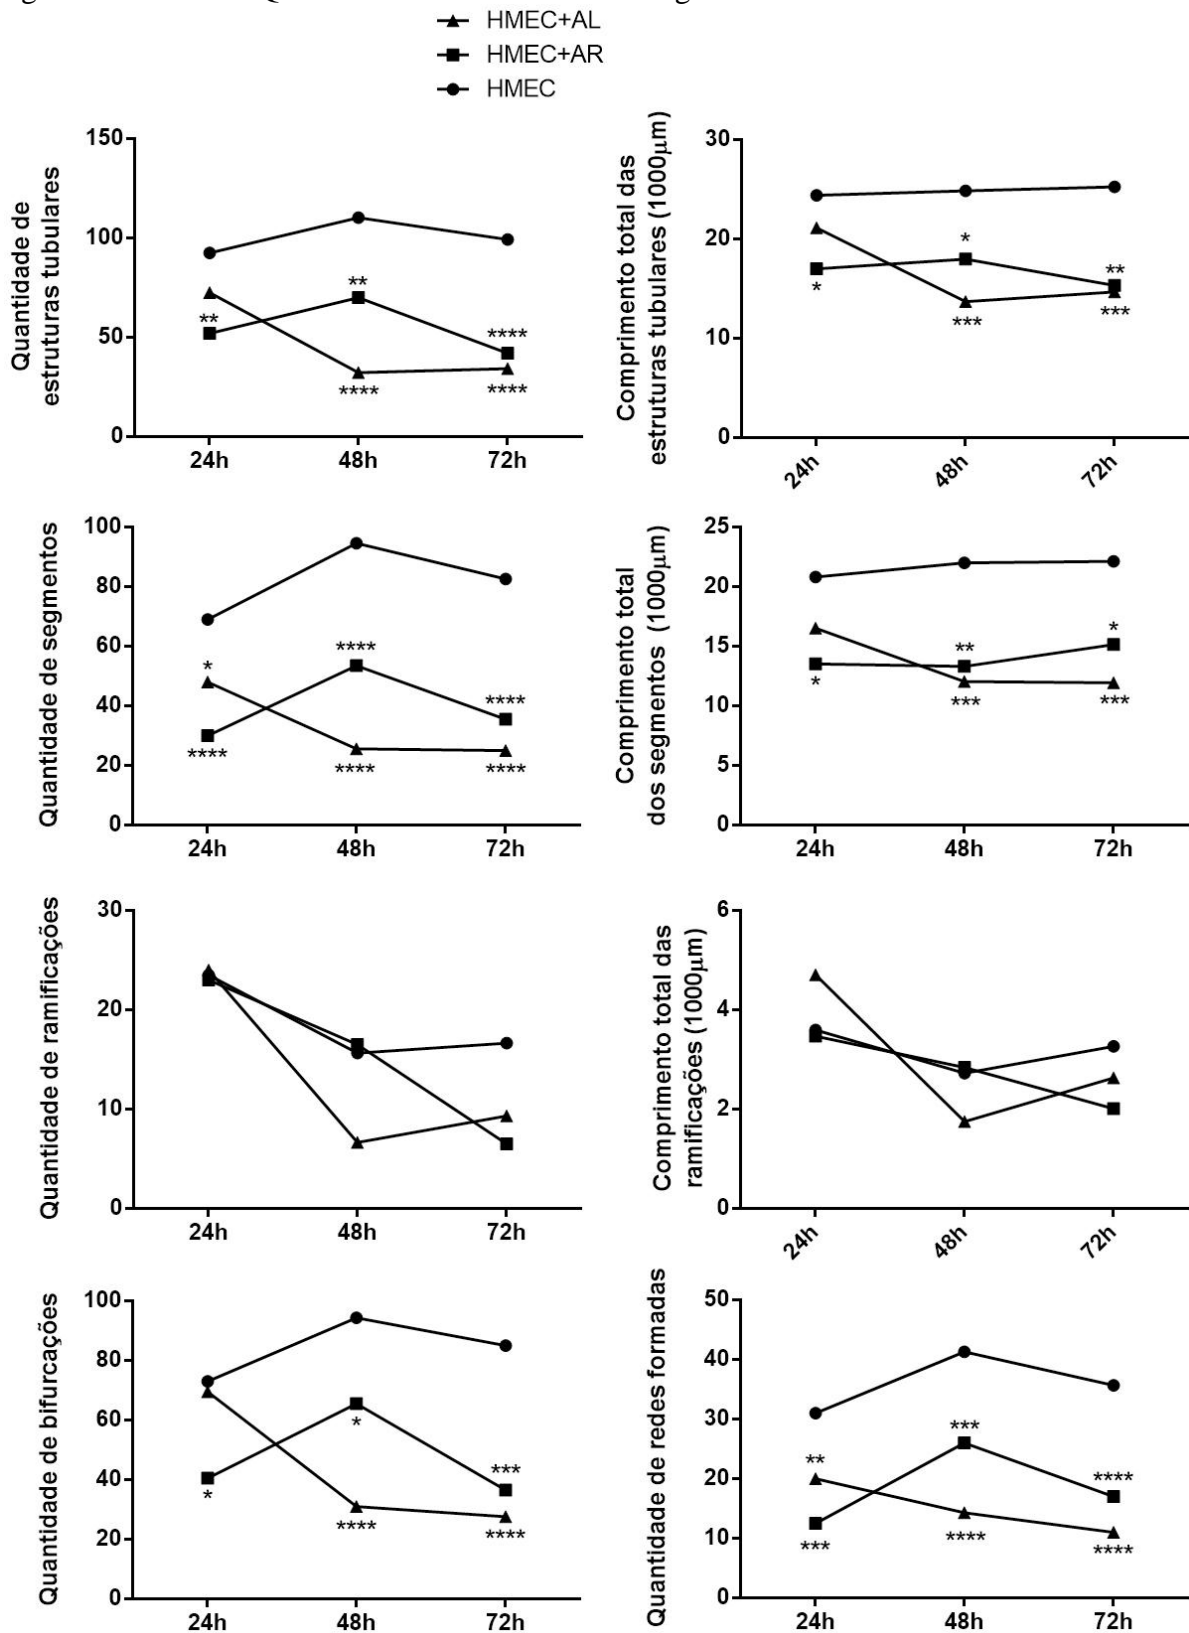 HMEC+AL
HMEC+AR
HMEC
Quantidade de
estruturas tubulares
150
100
50
0
**
**
****
****
****
24h
48h
72h
Comprimento total das
estruturas tubulares (1000µm)
30
20
10
0
*
*
***
**
***
24h
48h
72h
Quantidade de segmentos
100
80
60
40
20
0
*
****
****
****
****
****
24h
48h
72h
Comprimento total
dos segmentos (1000µm)
25
20
15
10
5
0
*
**
***
*
***
24h
48h
72h
Quantidade de ramificações
30
20
10
0
24h
48h
72h
Comprimento total das
ramificações (1000µm)
6
4
2
0
24h
48h
72h
Quantidade de bifurcações
100
80
60
40
20
0
*
*
****
***
****
24h
48h
72h
Quantidade de redes formadas
50
40
30
20
10
0
**
***
***
****
****
****
24h
48h
72h